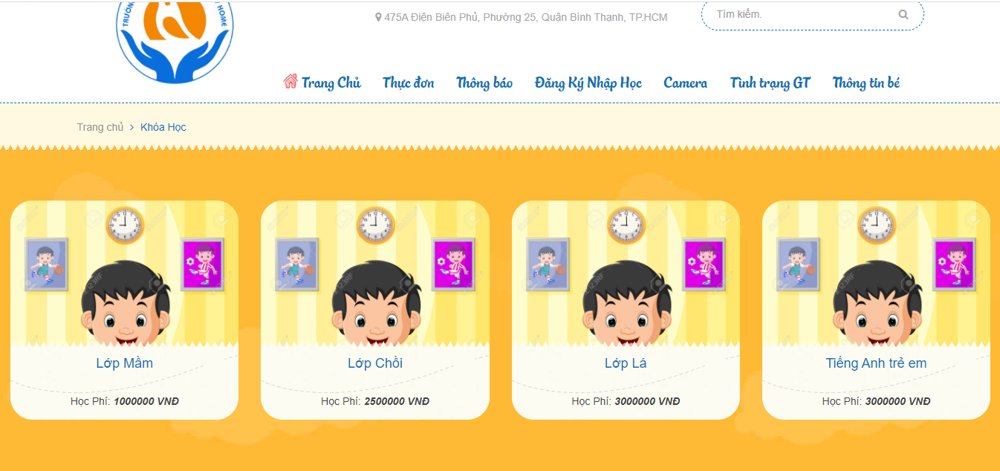 TRƯỜNG
HOME
475A Điện Biên Phủ, Phường 25, Quận Bình Thạnh, TP.HCM
Tìm kiếm.
Trang Chủ Thực đơn Thông báo Đăng Ký Nhập Học Camera Tình trạng GT Thông tin bé
Trang chủ > Khóa Học
Lớp Mầm
Học Phí: 1000000 VNĐ
Lớp Chồi
Học Phí: 2500000 VNĐ
Lớp Lá
Học Phí: 3000000 VNĐ
Tiếng Anh trẻ em
Học Phí: 3000000 VNĐ